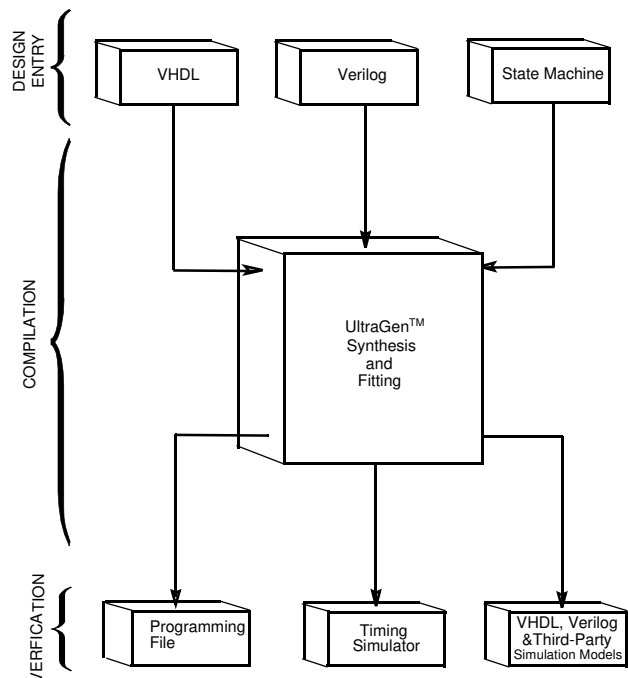 DESIGN
ENTRY
VHDL
Verilog
State Machine
COMPILATION
UltraGen™
Synthesis
and
Fitting
VERFICATION
Programming
File
Timing
Simulator
VHDL, Verilog
&Third-Party
Simulation Models